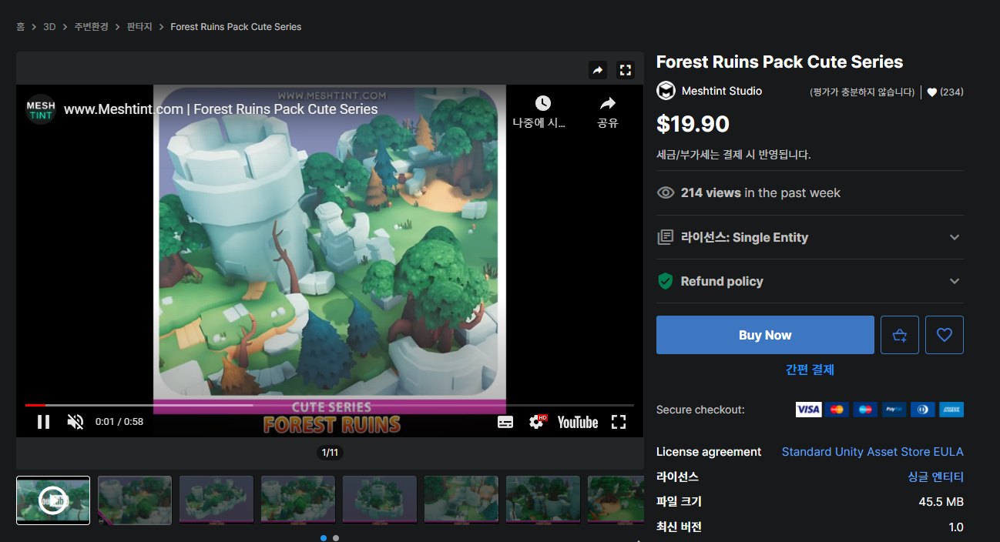 홈 > 3D > 주변환경 > 판타지 > Forest Ruins Pack Cute Series
WWW.MESHTINT.COM
MESH
TINT
www.Meshtint.com | Forest Ruins Pack Cute Series
나중에 시...
공유
CUTE SERIES
FOREST RUINS
0:01 / 0:58
HD
YouTube
1/11
Forest Ruins Pack Cute Series
Meshtint Studio
(평가가 충분하지 않습니다)
(234)
$19.90
세금/부가세는 결제 시 반영됩니다.
214 views in the past week
라이선스: Single Entity
Refund policy
Buy Now
간편 결제
Secure checkout:
VISA
PayPal
License agreement Standard Unity Asset Store EULA
라이선스 싱글 엔티티
파일 크기 45.5 MB
최신 버전 1.0